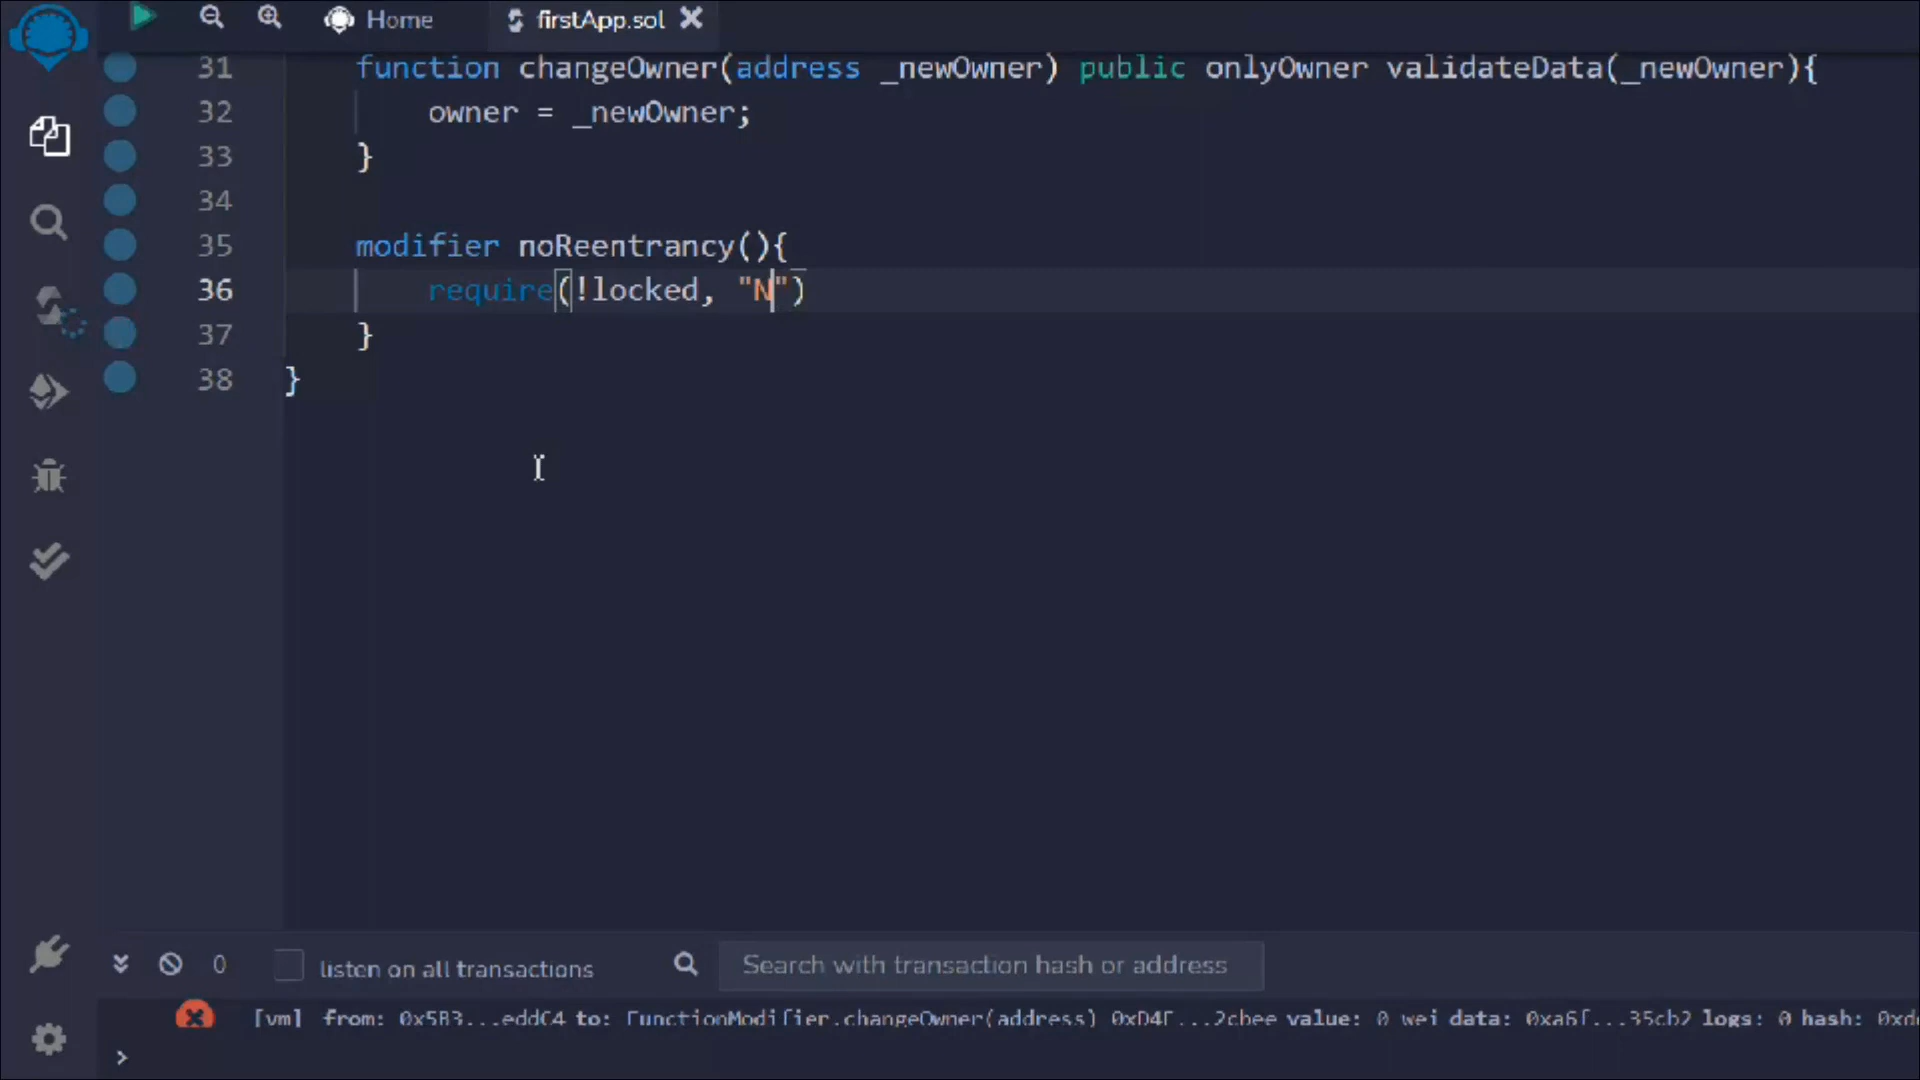 Home
firstApp.sol
31 function changeOwner(address _newOwner) public onlyOwner validateData(_newOwner){
32 owner = _newOwner;
33 }
34
35 modifier noReentrancy(){
36 require(!locked, "N")
37 }
38 }
0
listen on all transactions
Search with transaction hash or address
[vm] from: 0x5B3...eddC4 to: FunctionModifier.changeOwner(address) 0xD4F...2cbee value: 0 wei data: 0xa6f...35cb2 logs: 0 hash:
>